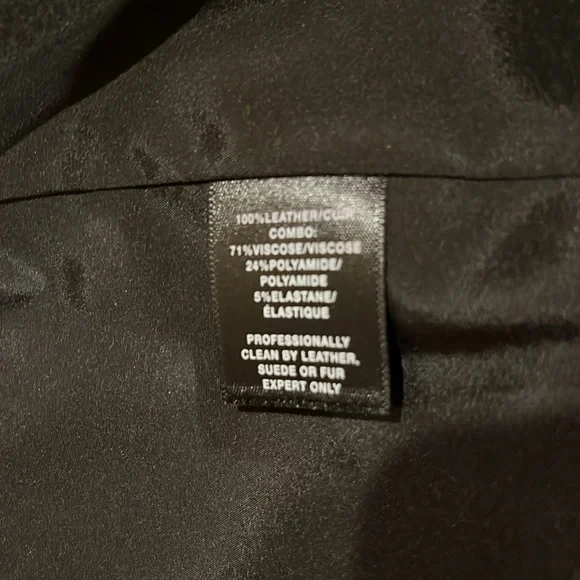 100%LEATHER/CUIR
COMBO:
71%VISCOSE/VISCOSE
24%POLYAMIDE/
POLYAMIDE
5%ELASTANE/
ÉLASTIQUE
PROFESSIONALLY
CLEAN BY LEATHER,
SUEDE OR FUR
EXPERT ONLY